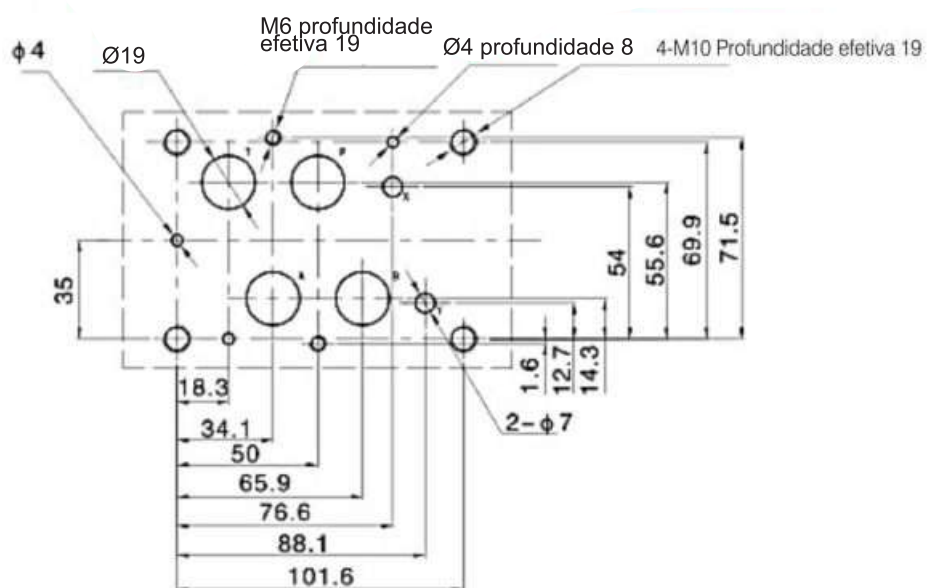 M6 profundidade
efetiva 19
ϕ4
Ø19
Ø4 profundidade 8
4-M10 Profundidade efetiva 19
T
P
X
A
B
Y
35
54
55.6
69.9
71.5
1.6
12.7
14.3
2-ϕ7
18.3
34.1
50
65.9
76.6
88.1
101.6